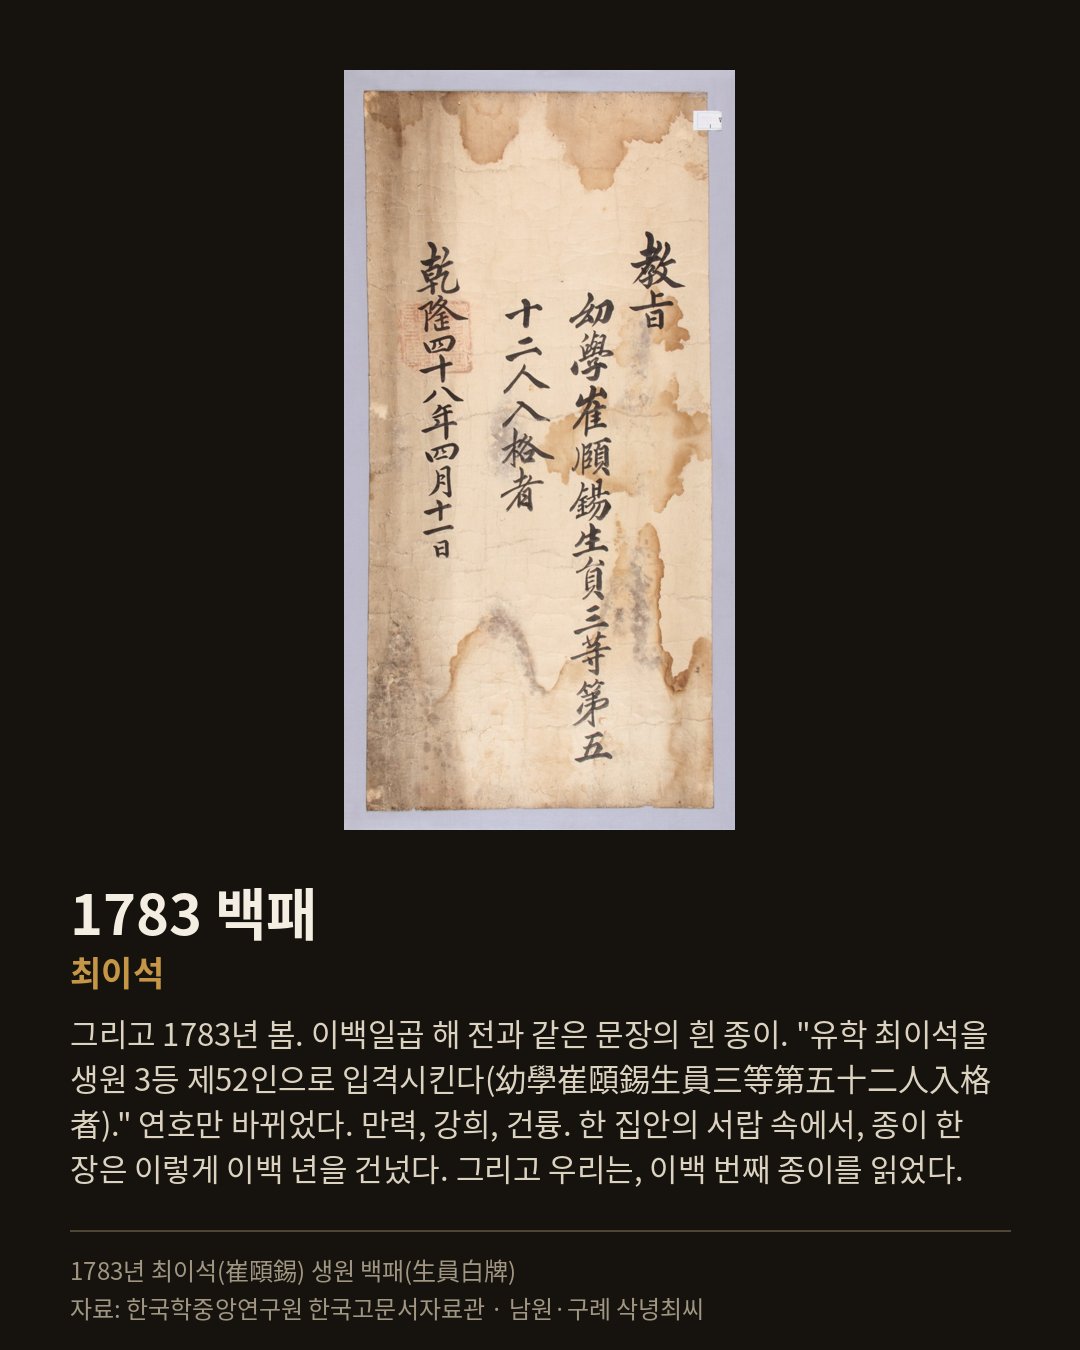 教旨
幼學崔頤錫生員三等第五
十二人入格者
乾隆四十八年四月十一日
1783 백패
최이석
그리고 1783년 봄. 이백일곱 해 전과 같은 문장의 흰 종이. "유학 최이석을
생원 3등 제52인으로 입격시킨다(幼學崔頤錫生員三等第五十二人入格
者)." 연호만 바뀌었다. 만력, 강희, 건륭. 한 집안의 서랍 속에서, 종이 한
장은 이렇게 이백 년을 건넜다. 그리고 우리는, 이백 번째 종이를 읽었다.
1783년 최이석(崔頤錫) 생원 백패(生員白牌)
자료: 한국학중앙연구원 한국고문서자료관 · 남원·구례 삭녕최씨